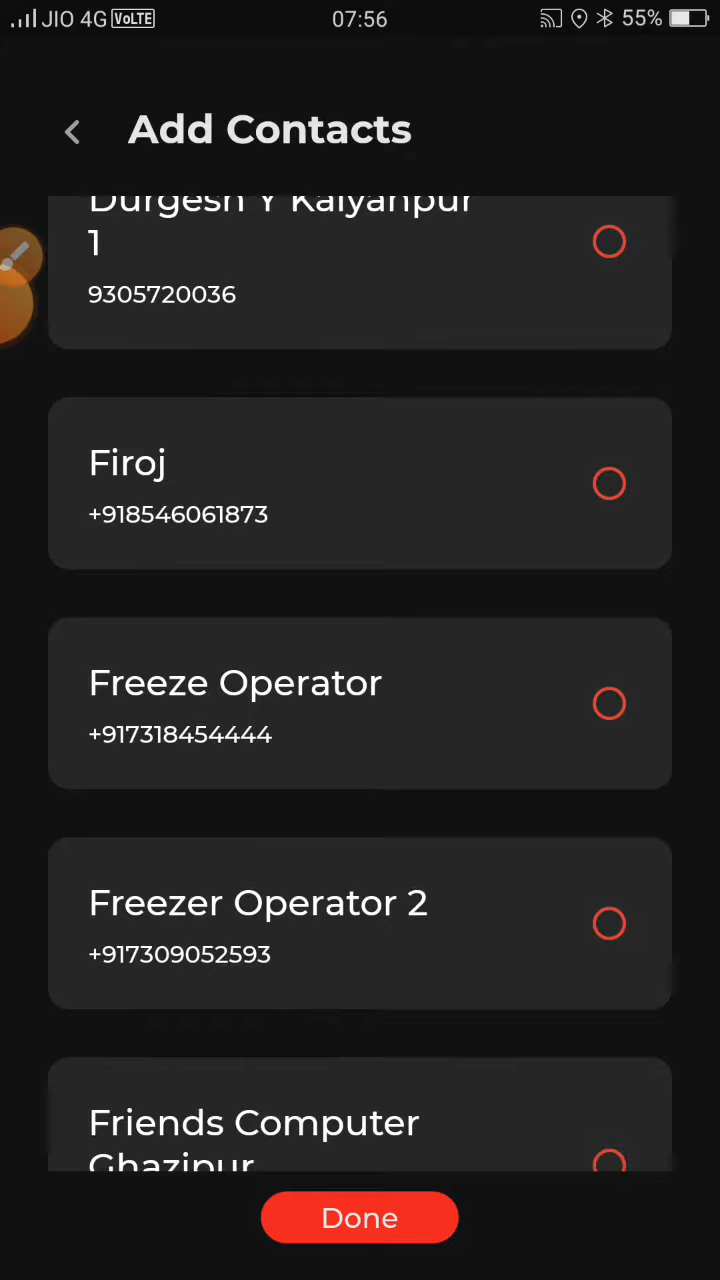 JIO 4G VoLTE 07:56 55%
Add Contacts
Durgesh Y Kalyanpur
1
9305720036
Firoj
+918546061873
Freeze Operator
+917318454444
Freezer Operator 2
+917309052593
Friends Computer
Ghazipur
Done